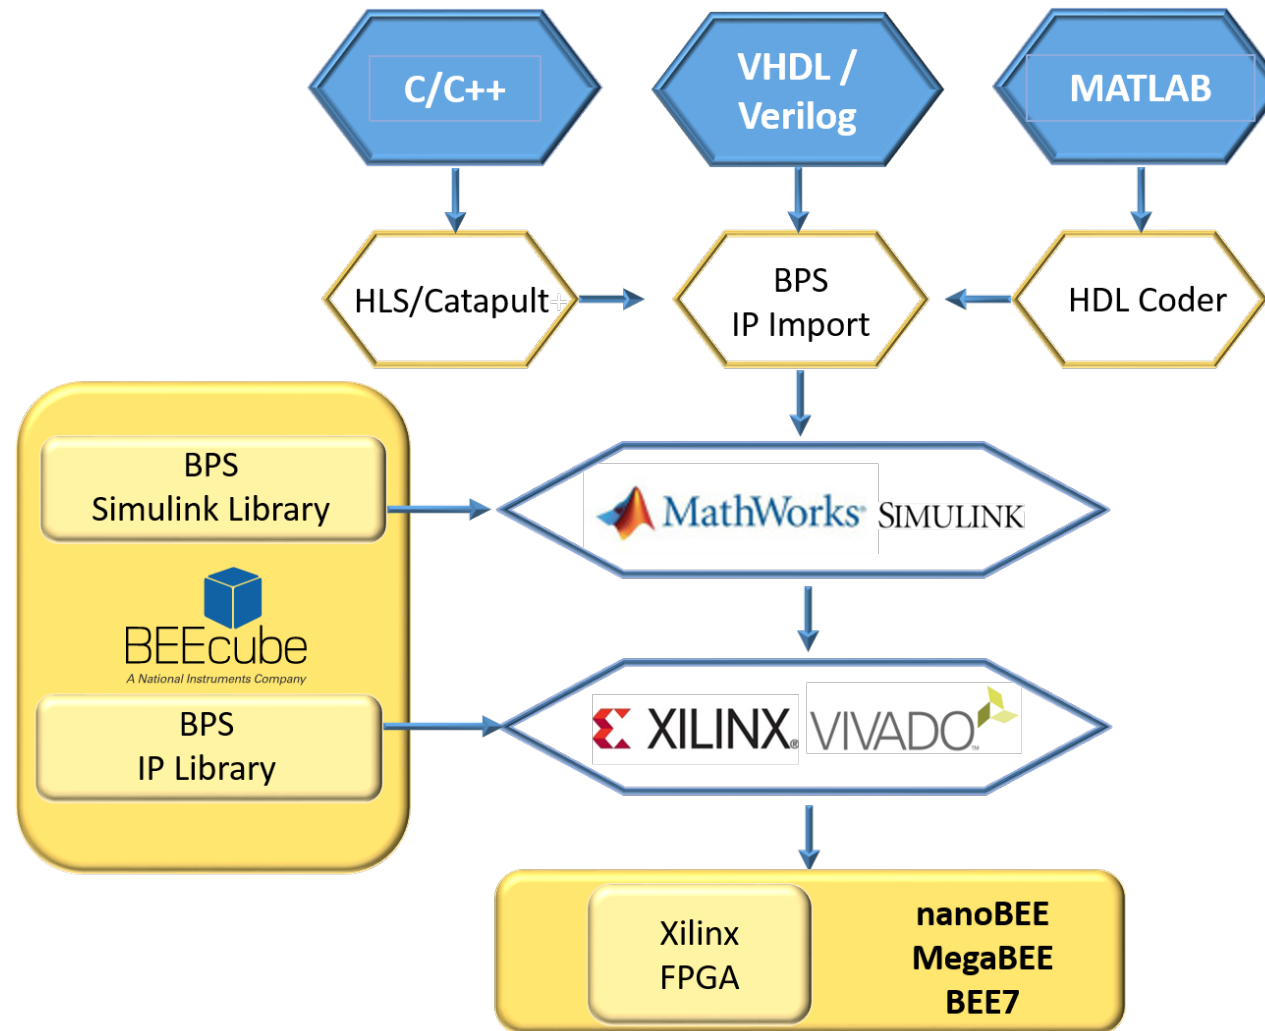 C/C++
VHDL /
Verilog
MATLAB
HLS/Catapult
BPS
IP Import
HDL Coder
BPS
Simulink Library
MathWorks®
SIMULINK
BEEcube
A National Instruments Company
BPS
IP Library
XILINX®
VIVADO™
Xilinx
FPGA
nanoBEE
MegaBEE
BEE7